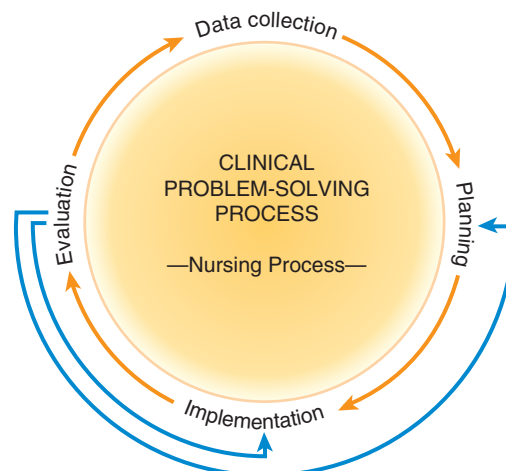 Data collection
Planning
Implementation
Evaluation
CLINICAL
PROBLEM-SOLVING
PROCESS
—Nursing Process—